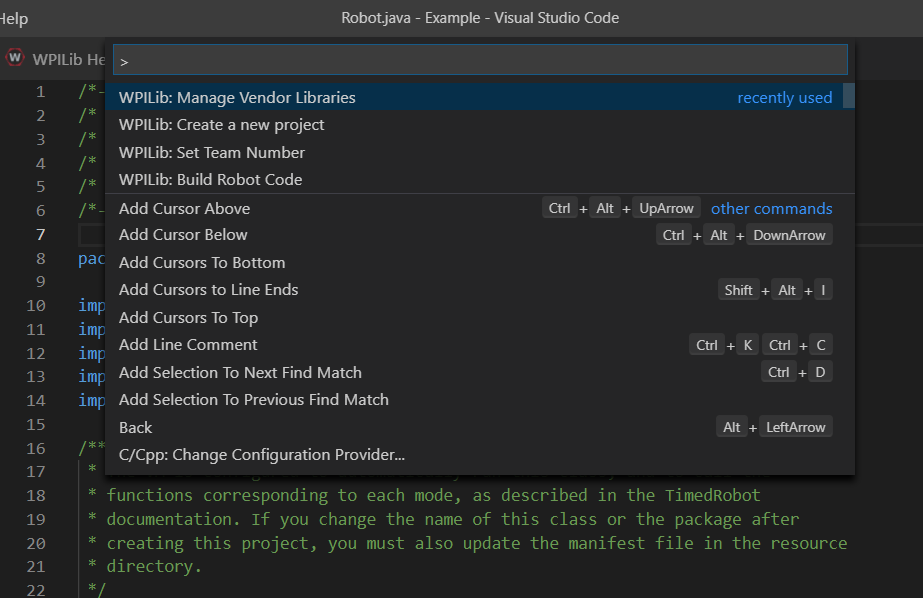 Help
Robot.java - Example - Visual Studio Code
W WPILib He
>
WPILib: Manage Vendor Libraries recently used
WPILib: Create a new project
WPILib: Set Team Number
WPILib: Build Robot Code
Add Cursor Above Ctrl + Alt + UpArrow other commands
Add Cursor Below Ctrl + Alt + DownArrow
Add Cursors To Bottom
Add Cursors to Line Ends Shift + Alt + I
Add Cursors To Top
Add Line Comment Ctrl + K Ctrl + C
Add Selection To Next Find Match Ctrl + D
Add Selection To Previous Find Match
Back Alt + LeftArrow
C/Cpp: Change Configuration Provider...
1 /*-
2 /*
3 /*
4 /*
5 /*
6 /*-
7
8 pac
9
10 imp
11 imp
12 imp
13 imp
14 imp
15
16 /**
17 *
18 * functions corresponding to each mode, as described in the TimedRobot
19 * documentation. If you change the name of this class or the package after
20 * creating this project, you must also update the manifest file in the resource
21 * directory.
22 */